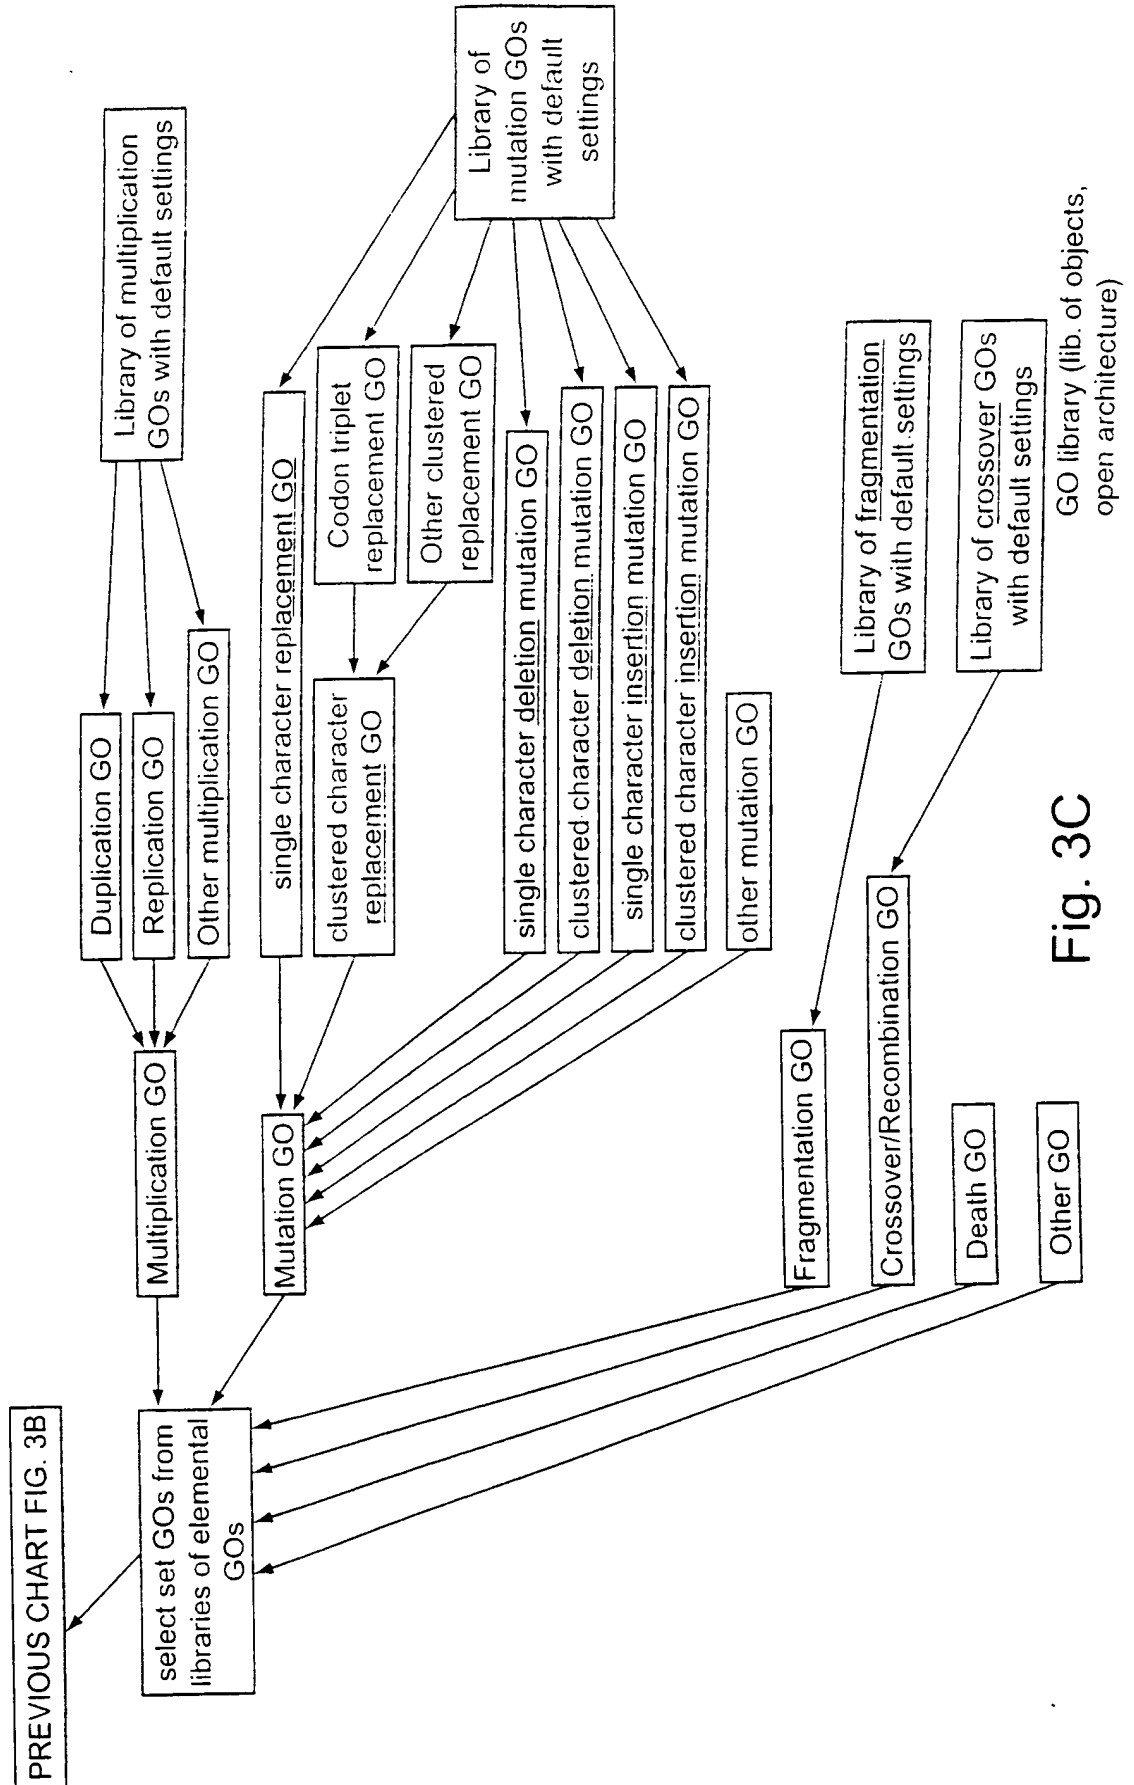 PREVIOUS CHART FIG. 3B
select set GOs from
libraries of elemental
GOs
Multiplication GO
Mutation GO
Fragmentation GO
Crossover/Recombination GO
Death GO
Other GO
Duplication GO
Replication GO
Other multiplication GO
single character replacement GO
clustered character
replacement GO
Codon triplet
replacement GO
Other clustered
replacement GO
single character deletion mutation GO
clustered character deletion mutation GO
single character insertion mutation GO
clustered character insertion mutation GO
other mutation GO
Library of multiplication
GOs with default settings
Library of
mutation GOs
with default
settings
Library of fragmentation
GOs with default settings
Library of crossover GOs
with default settings
GO library (lib. of objects,
open architecture)
Fig. 3C